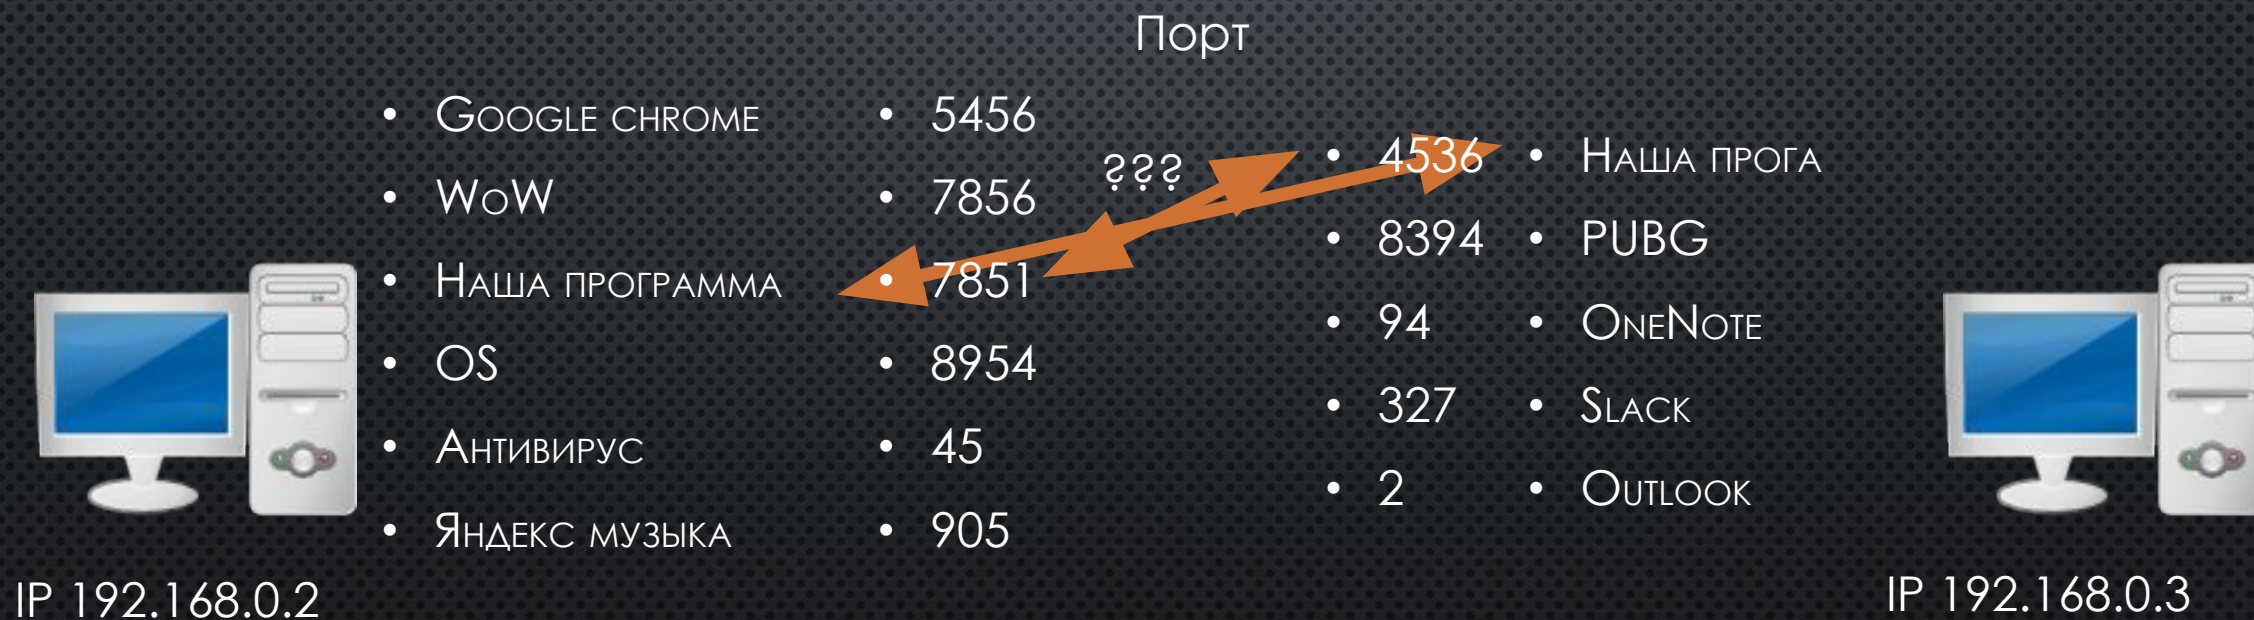 Порт
• Google chrome
• WoW
• Наша программа
• OS
• Антивирус
• Яндекс музыка
• 5456
• 7856
• 7851
• 8954
• 45
• 905
???
• 4536
• 8394
• 94
• 327
• 2
• Наша прога
• PUBG
• OneNote
• Slack
• Outlook
IP 192.168.0.2
IP 192.168.0.3